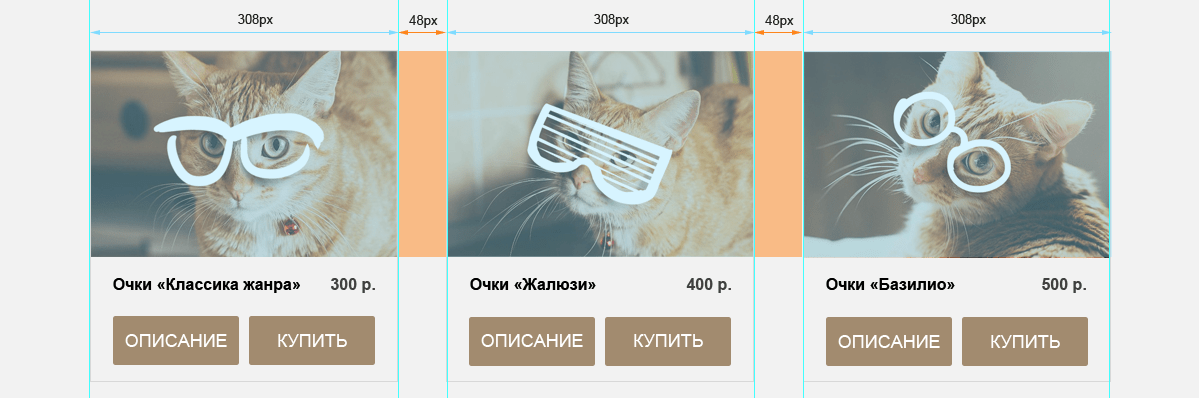 308px 48px 308px 48px 308px
Очки «Классика жанра» 300 р.
ОПИСАНИЕ КУПИТЬ
Очки «Жалюзи» 400 р.
ОПИСАНИЕ КУПИТЬ
Очки «Базилио» 500 р.
ОПИСАНИЕ КУПИТЬ